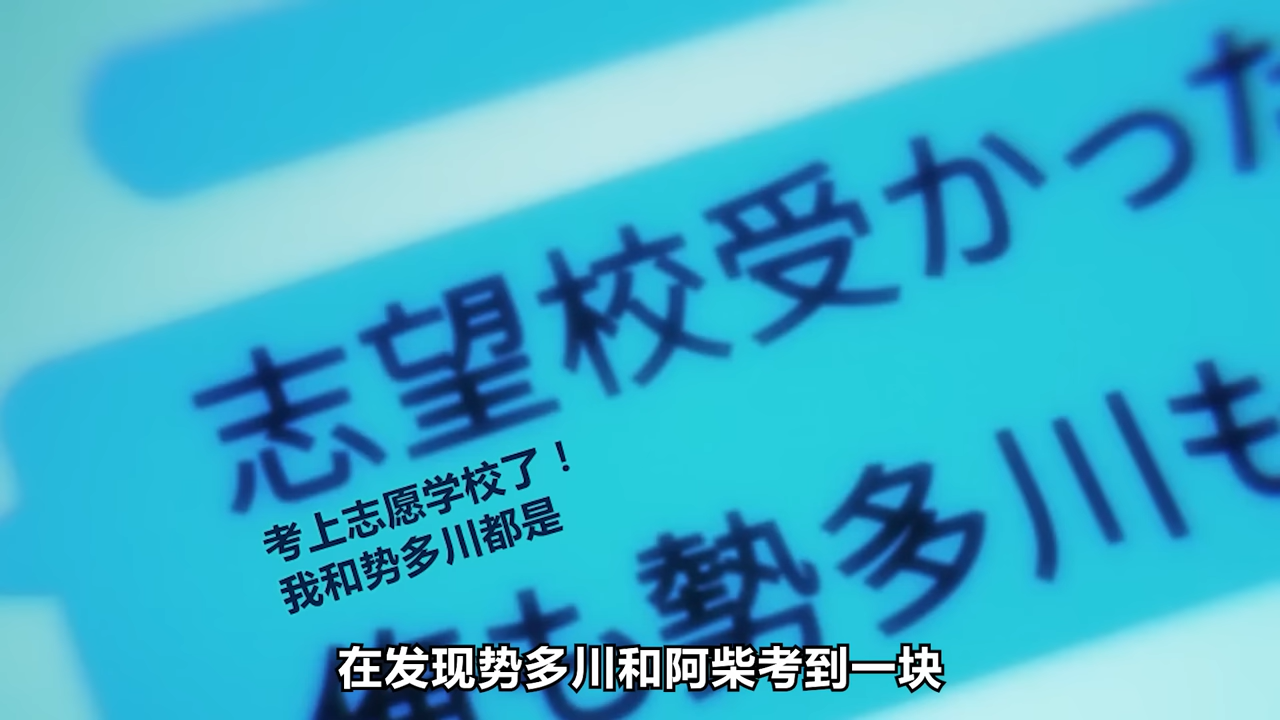 志望校受かった
俺も勢多川も
考上志愿学校了！
我和势多川都是
在发现势多川和阿柴考到一块